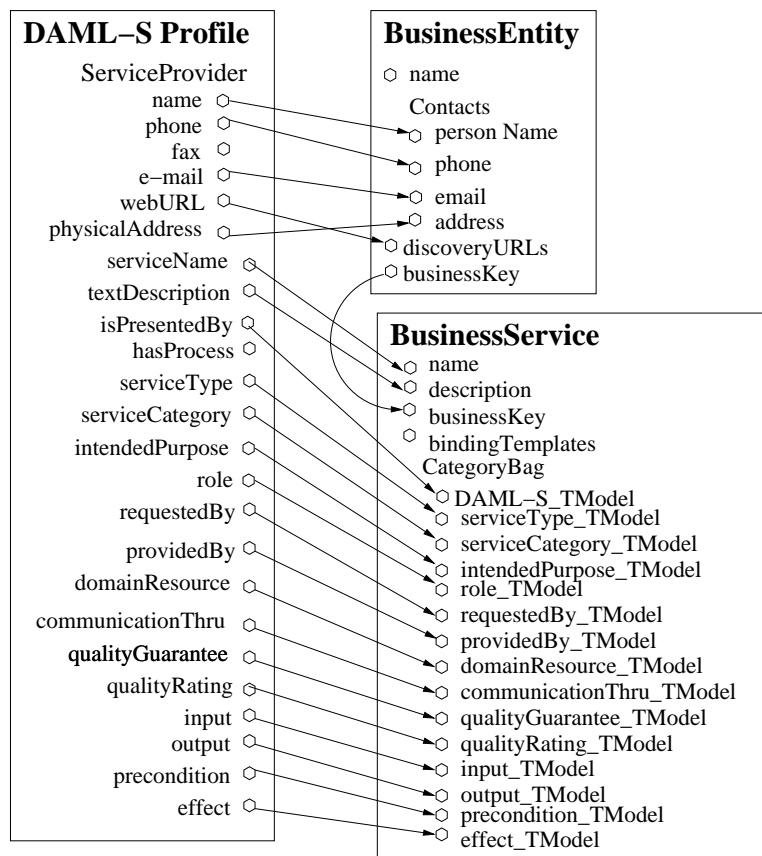 DAML−S Profile
ServiceProvider
name
phone
fax
e−mail
webURL
physicalAddress
serviceName
textDescription
isPresentedBy
hasProcess
serviceType
serviceCategory
intendedPurpose
role
requestedBy
providedBy
domainResource
communicationThru
qualityGuarantee
qualityRating
input
output
precondition
effect
BusinessEntity
name
Contacts
person Name
phone
email
address
discoveryURLs
businessKey
BusinessService
name
description
businessKey
bindingTemplates
CategoryBag
DAML−S_TModel
serviceType_TModel
serviceCategory_TModel
intendedPurpose_TModel
role_TModel
requestedBy_TModel
providedBy_TModel
domainResource_TModel
communicationThru_TModel
qualityGuarantee_TModel
qualityRating_TModel
input_TModel
output_TModel
precondition_TModel
effect_TModel